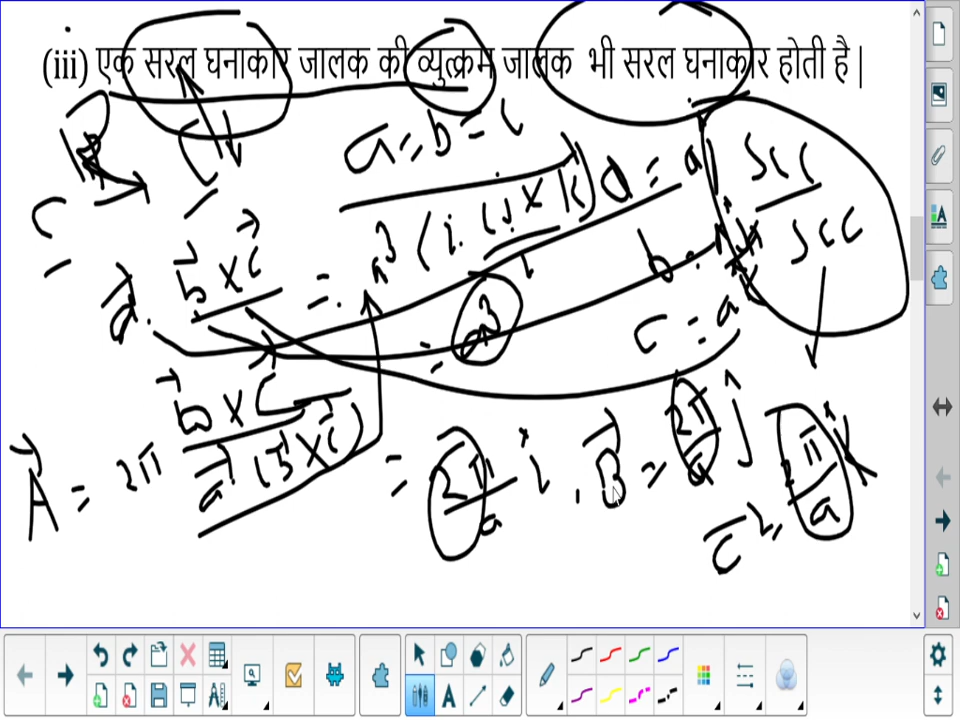 (iii) एक सरल घनाकार जालक की व्युत्क्रम जालक भी सरल घनाकार होती है |
a = b = c
= a³ (i. (j × k)) a = a i
SCC
SCC
a. b × c
b =
c = a
= a³
A = 2π b × c
a. (b × c)
= 2π/a i . B = 2π/a j
C = 2π/a k